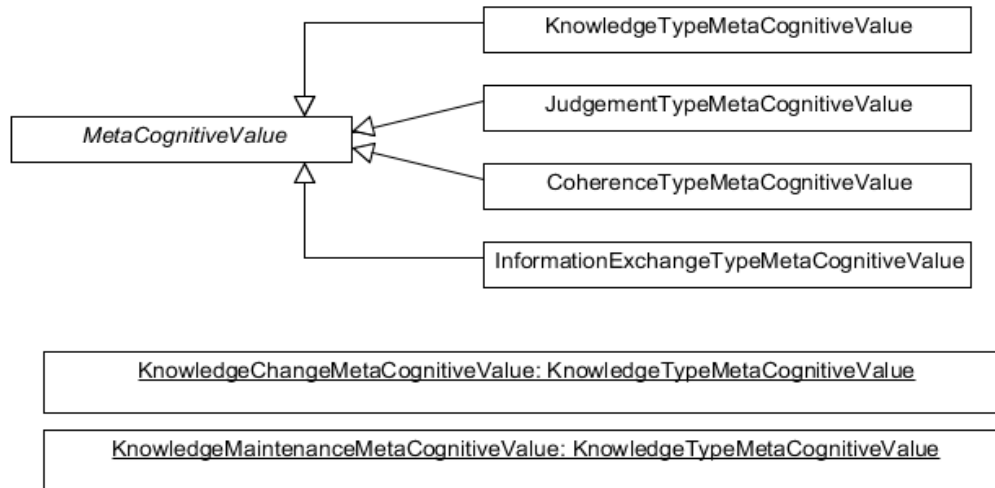 KnowledgeTypeMetaCognitiveValue
JudgementTypeMetaCognitiveValue
MetaCognitiveValue
CoherenceTypeMetaCognitiveValue
InformationExchangeTypeMetaCognitiveValue
KnowledgeChangeMetaCognitiveValue: KnowledgeTypeMetaCognitiveValue
KnowledgeMaintenanceMetaCognitiveValue: KnowledgeTypeMetaCognitiveValue